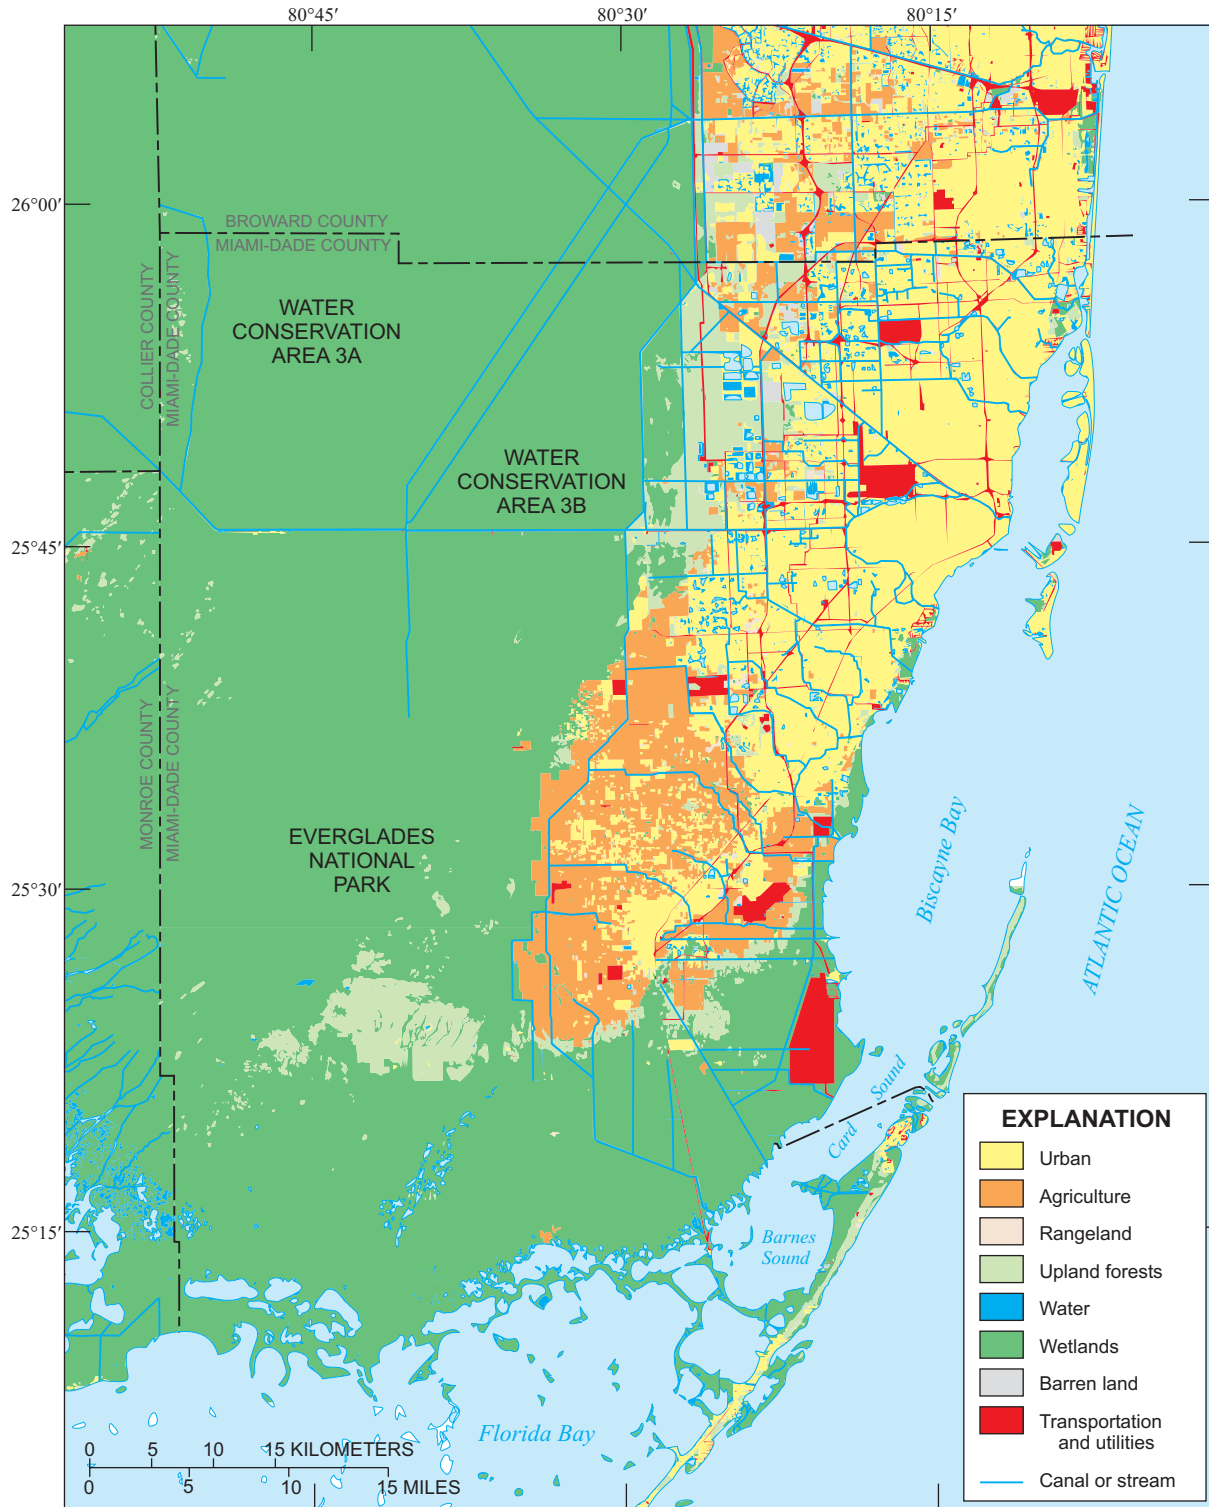 80°45′ 80°30′ 80°15′
26°00′
BROWARD COUNTY
MIAMI-DADE COUNTY
COLLIER COUNTY
MIAMI-DADE COUNTY
WATER
CONSERVATION
AREA 3A
WATER
CONSERVATION
AREA 3B
25°45′
MONROE COUNTY
MIAMI-DADE COUNTY
EVERGLADES
NATIONAL
PARK
Biscayne Bay
ATLANTIC OCEAN
25°30′
Card Sound
25°15′
Barnes
Sound
Florida Bay
0 5 10 15 KILOMETERS
0 5 10 15 MILES
EXPLANATION
Urban
Agriculture
Rangeland
Upland forests
Water
Wetlands
Barren land
Transportation
and utilities
Canal or stream